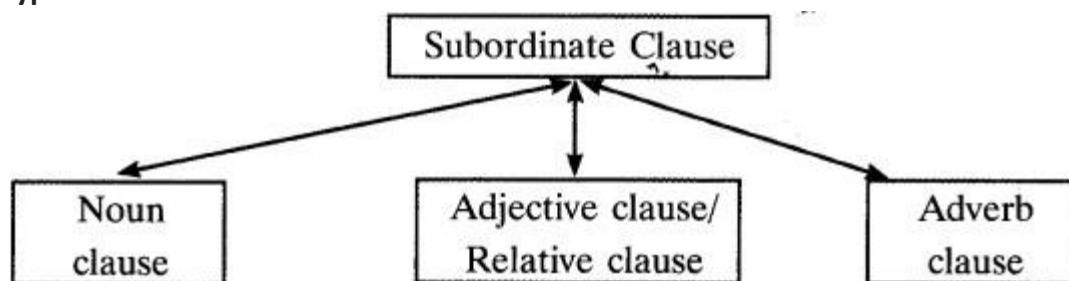 Subordinate Clause
Noun
clause
Adjective clause/
Relative clause
Adverb
clause